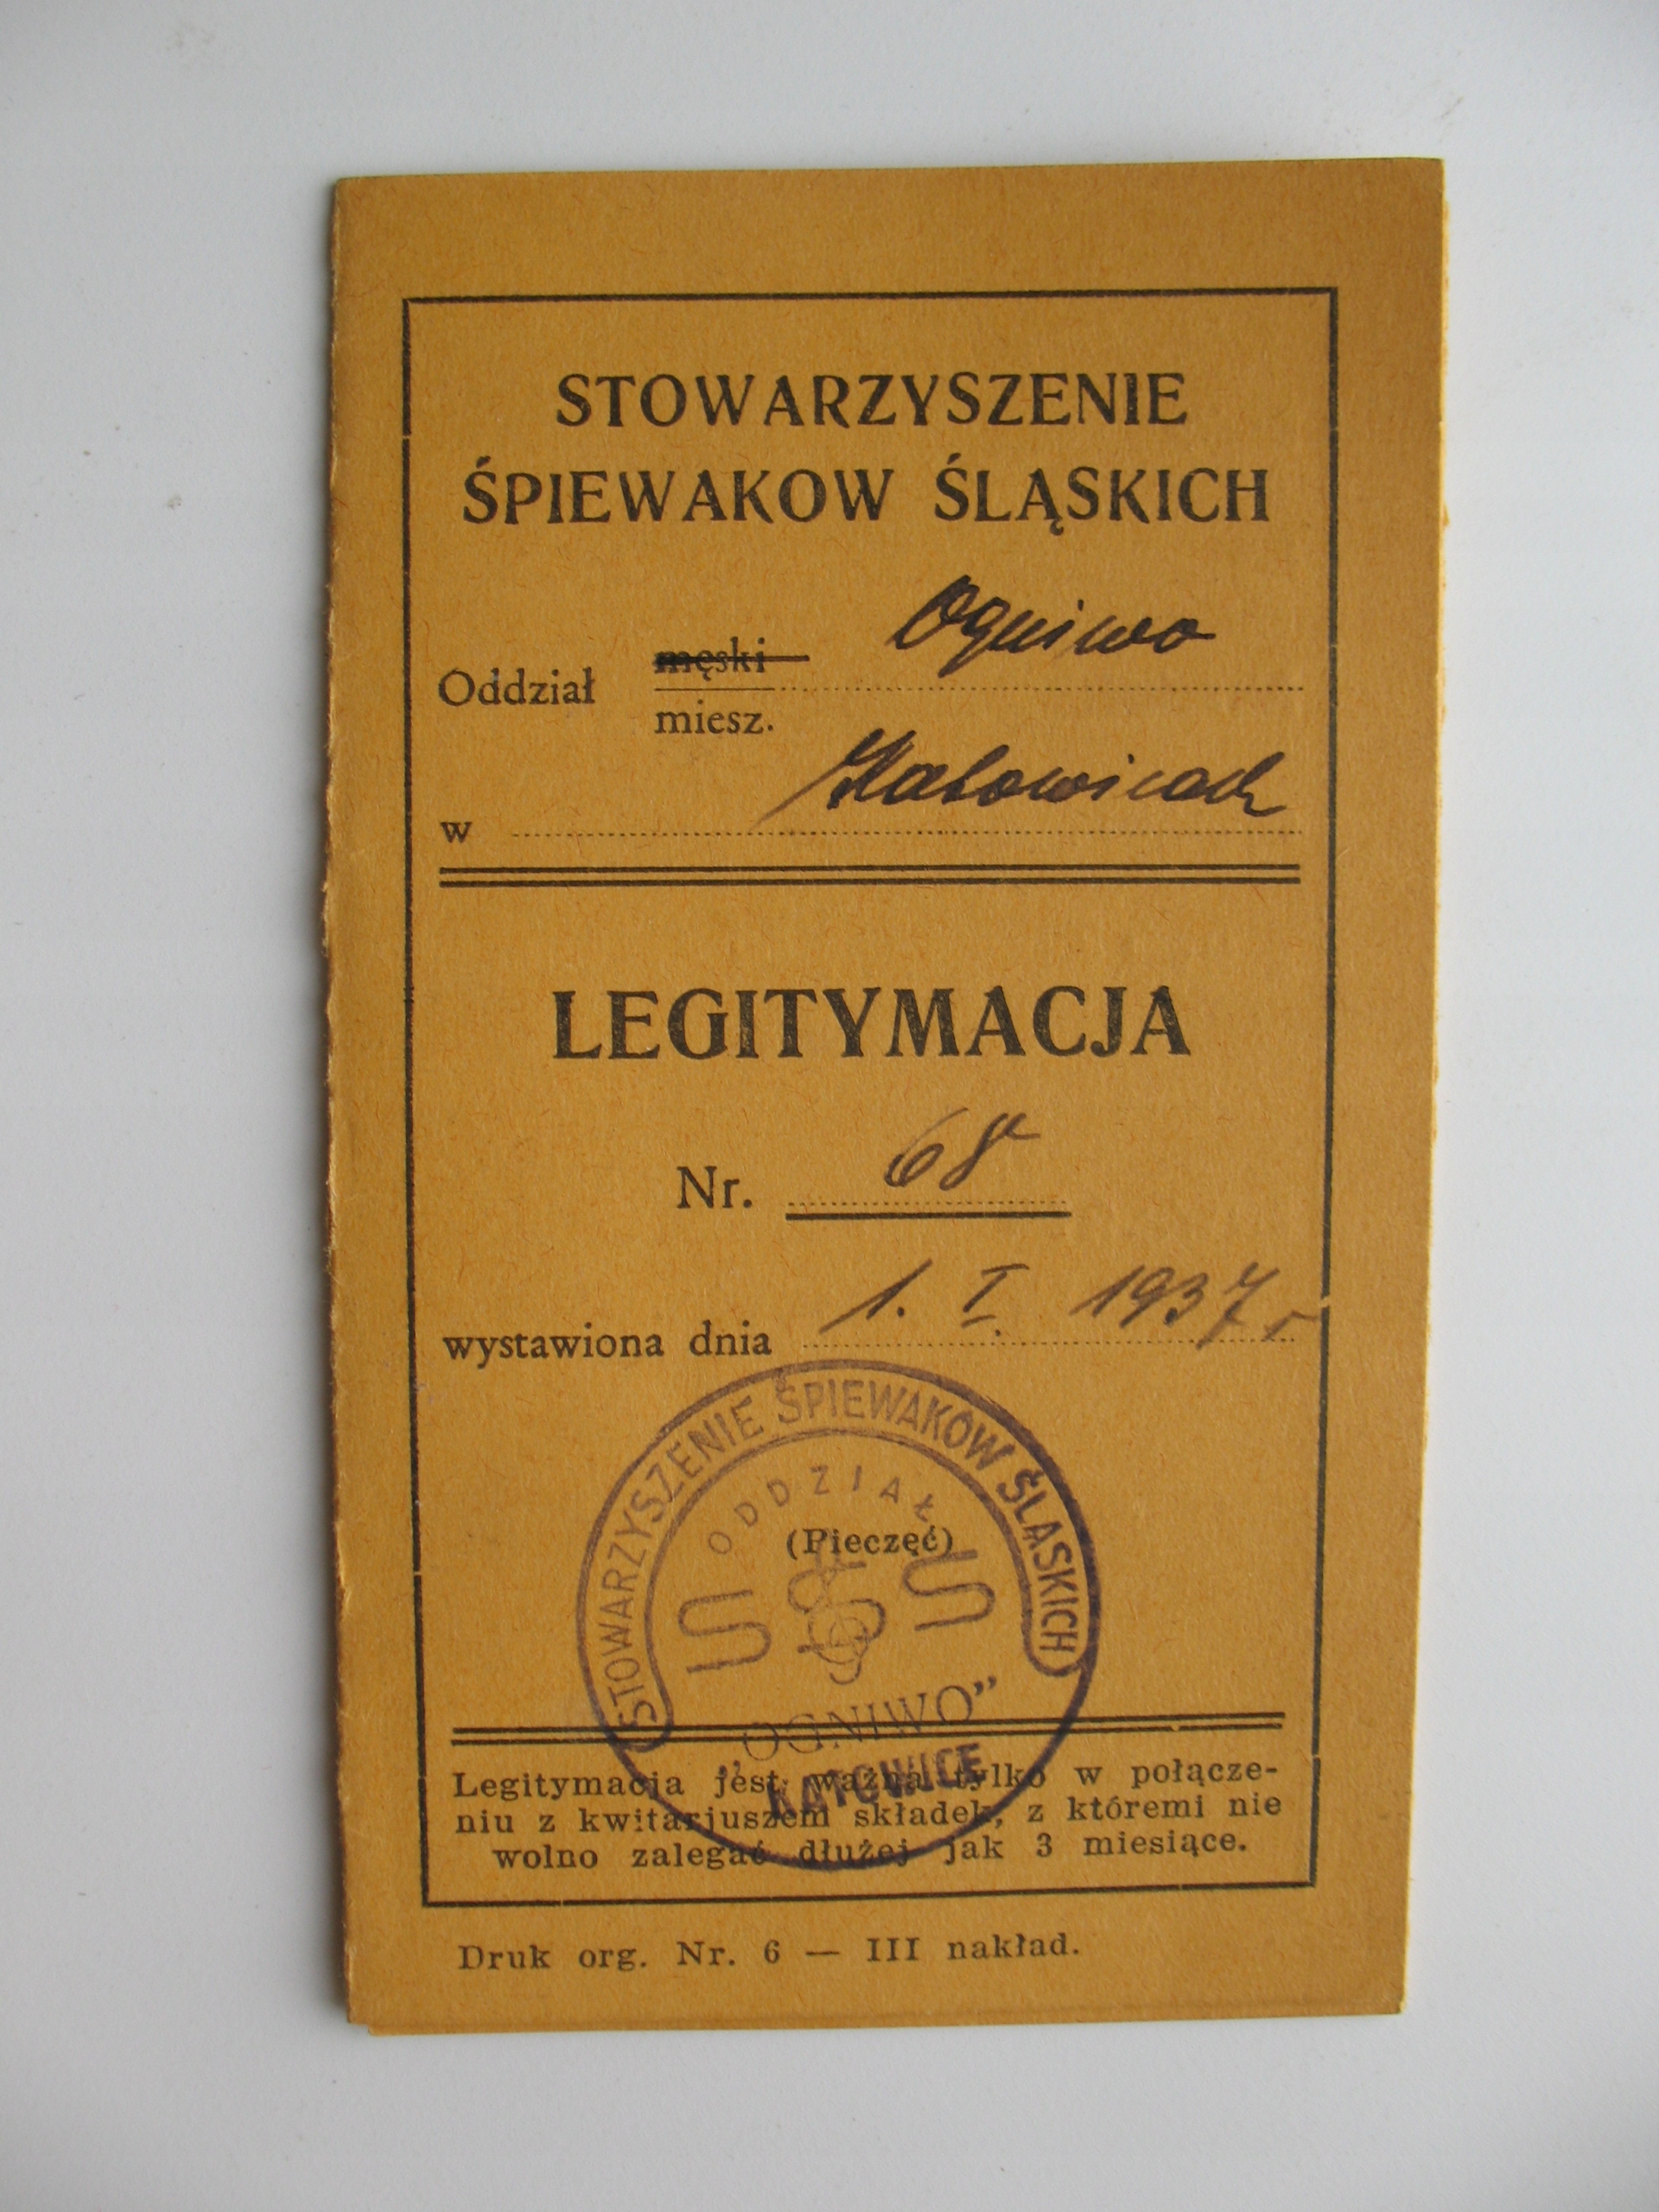 STOWARZYSZENIE
ŚPIEWAKOW ŚLĄSKICH
Ogniwo
męski
Oddział
miesz.
w Katowicach
LEGITYMACJA
Nr. 68
wystawiona dnia 1. I. 1937 r
STOWARZYSZENIE ŚPIEWAKOW ŚLĄSKICH
ODDZIAŁ
(Pieczęć)
S S S
„OGNIWO”
KATOWICE
Legitymacja jest ważna tylko w połącze-
niu z kwitarjuszem składek, z któremi nie
wolno zalegać dłużej jak 3 miesiące.
Druk org. Nr. 6 — III nakład.